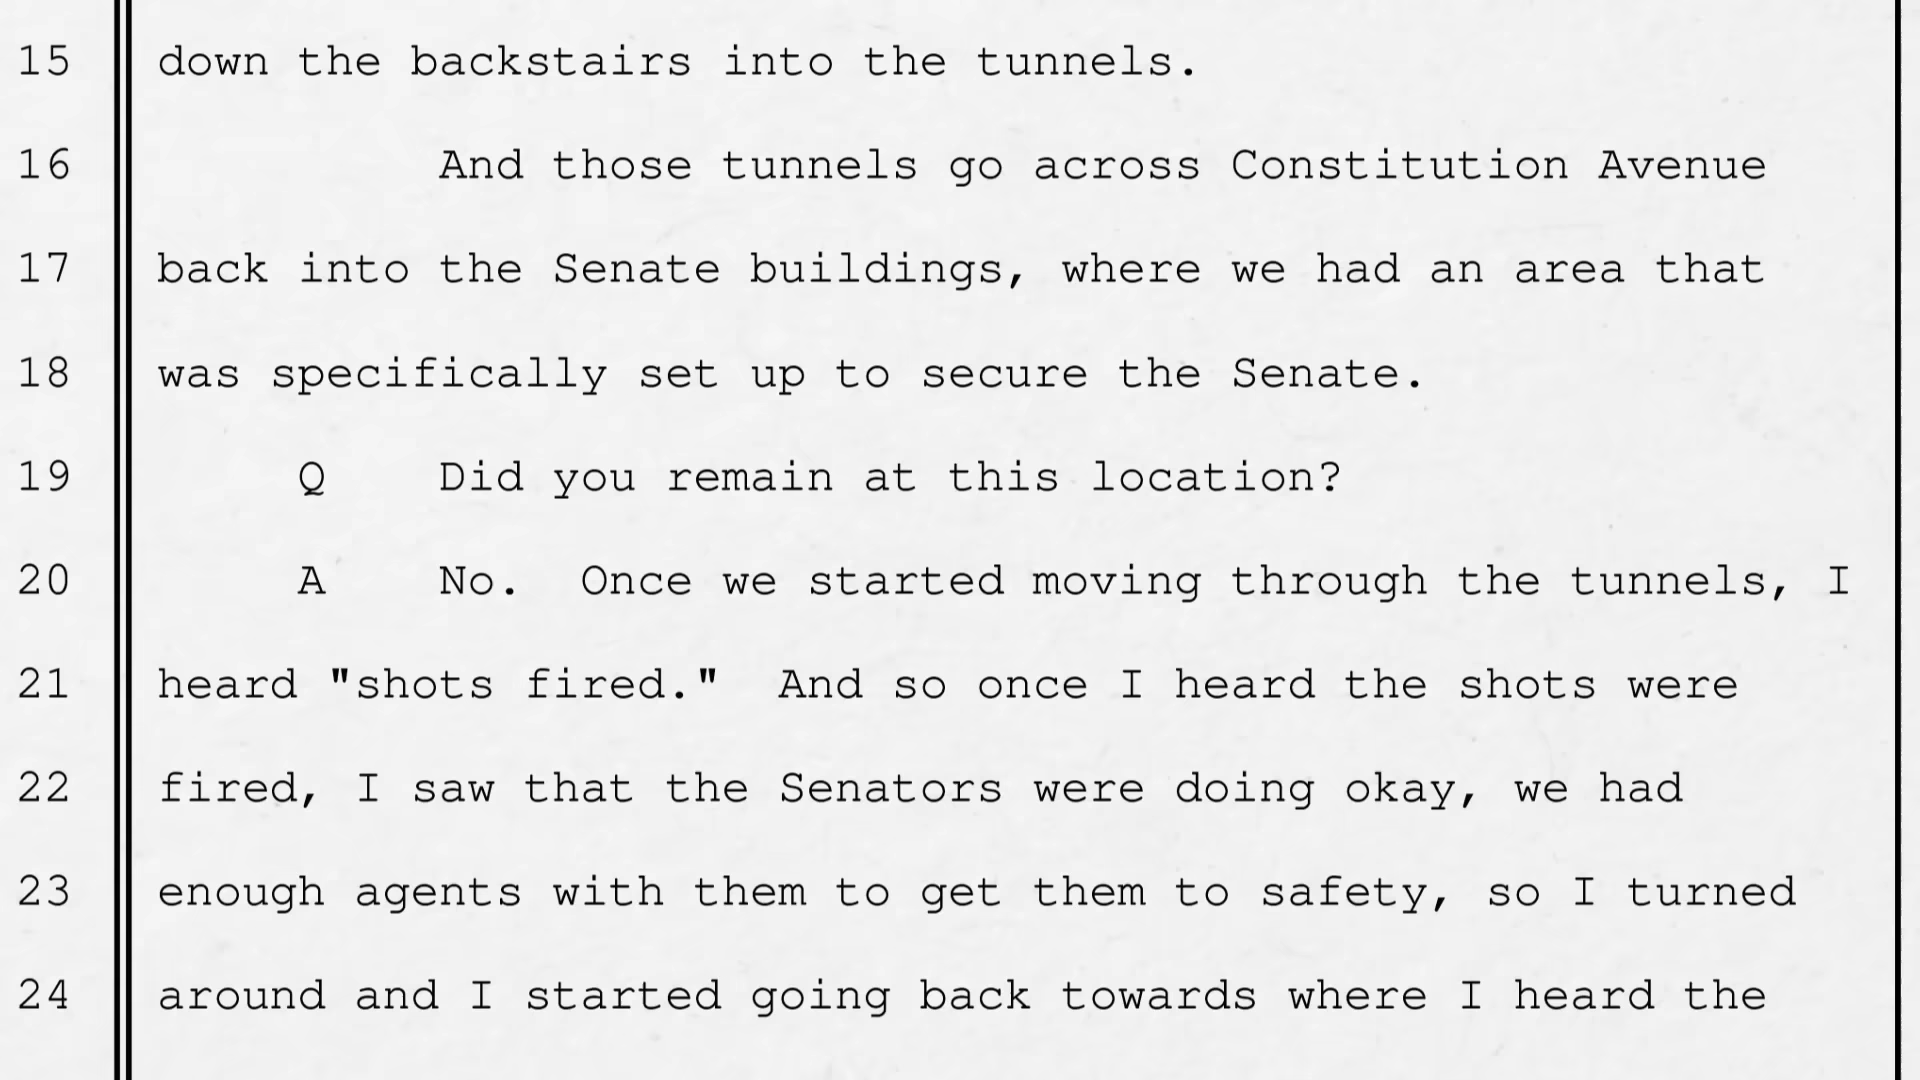 15 down the backstairs into the tunnels.
16 And those tunnels go across Constitution Avenue
17 back into the Senate buildings, where we had an area that
18 was specifically set up to secure the Senate.
19 Q Did you remain at this location?
20 A No. Once we started moving through the tunnels, I
21 heard "shots fired." And so once I heard the shots were
22 fired, I saw that the Senators were doing okay, we had
23 enough agents with them to get them to safety, so I turned
24 around and I started going back towards where I heard the